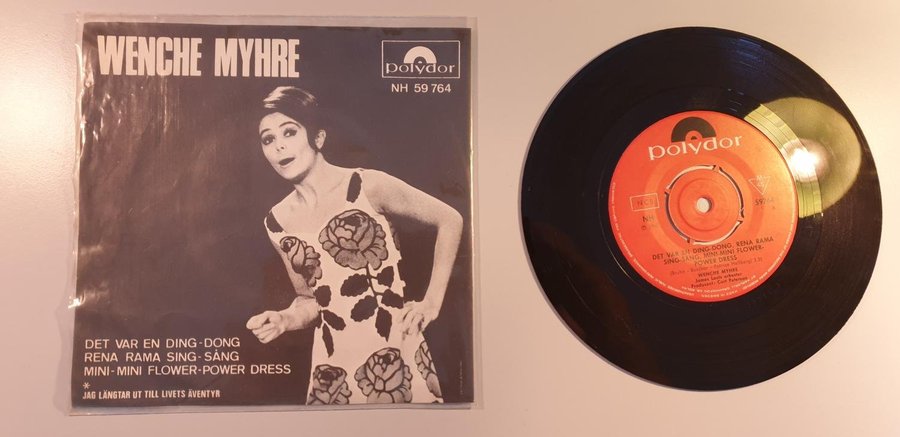 WENCHE MYHRE
polydor
NH 59 764
DET VAR EN DING-DONG
RENA RAMA SING-SÅNG
MINI-MINI FLOWER-POWER DRESS
*
JAG LÄNGTAR UT TILL LIVETS ÄVENTYR
polydor
NH
59764
DET VAR EN DING-DONG, RENA RAMA
SING-SÅNG, MINI-MINI FLOWER-
POWER DRESS
WENCHE MYHRE